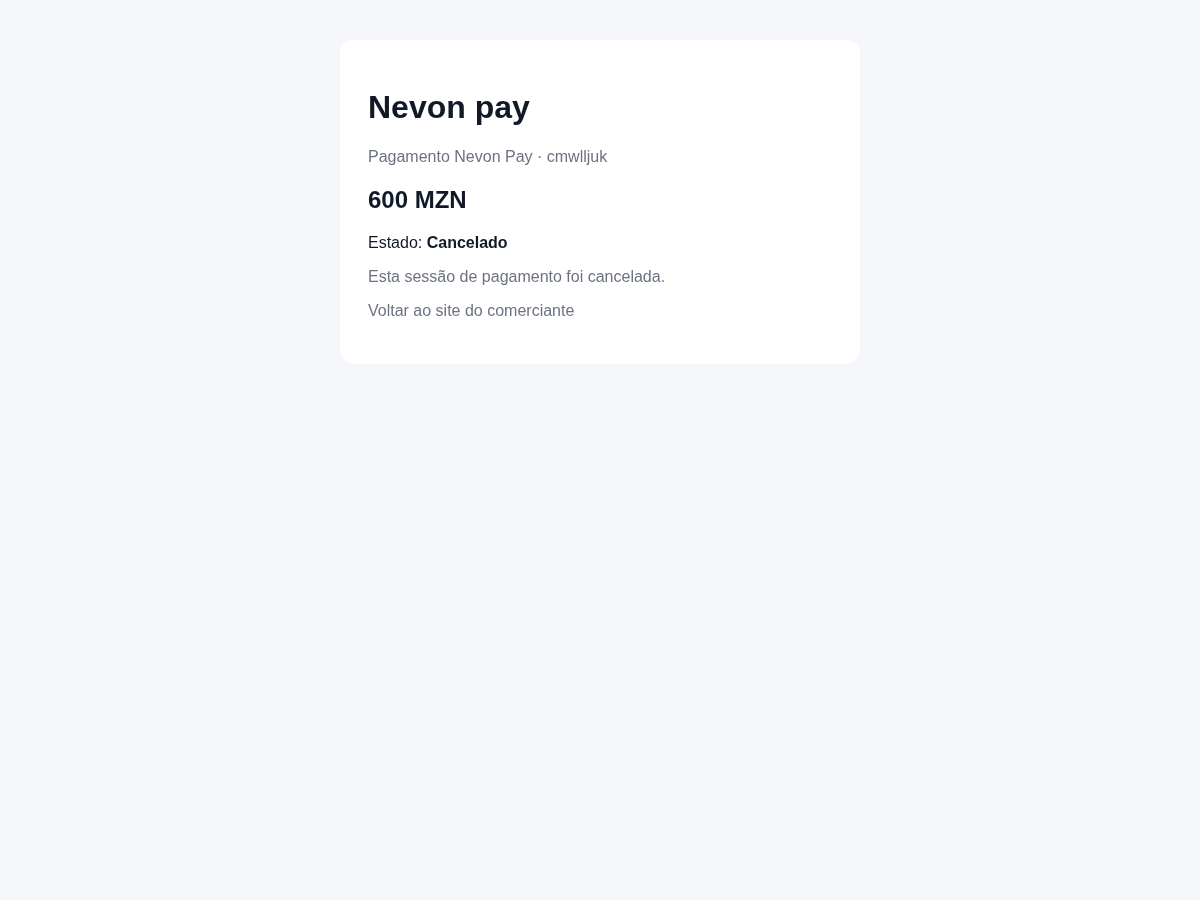 Nevon pay
Pagamento Nevon Pay · cmwlljuk
600 MZN
Estado: Cancelado
Esta sessão de pagamento foi cancelada.
Voltar ao site do comerciante